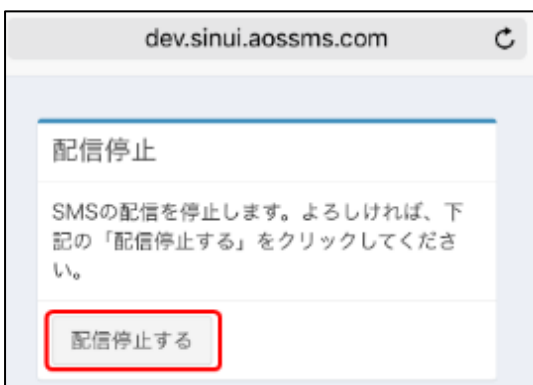 dev.sinui.aossms.com
配信停止
SMSの配信を停止します。よろしければ、下
記の「配信停止する」をクリックしてくださ
い。
配信停止する